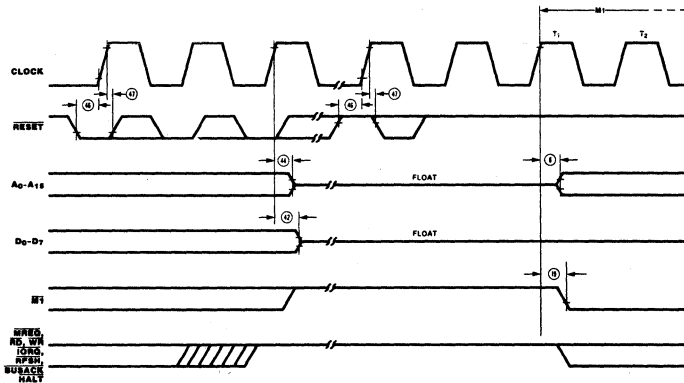 M1
T1
T2
CLOCK
46
47
46
47
RESET
44
6
A0-A15
FLOAT
42
D0-D7
FLOAT
19
M1
MREQ,
RD, WR
IORQ,
RFSH,
BUSACK
HALT